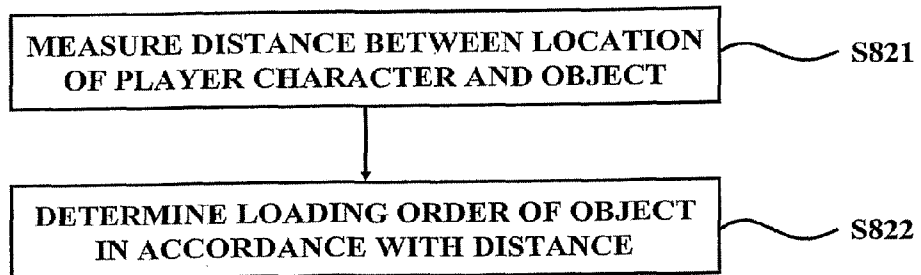 MEASURE DISTANCE BETWEEN LOCATION
OF PLAYER CHARACTER AND OBJECT
S821
DETERMINE LOADING ORDER OF OBJECT
IN ACCORDANCE WITH DISTANCE
S822